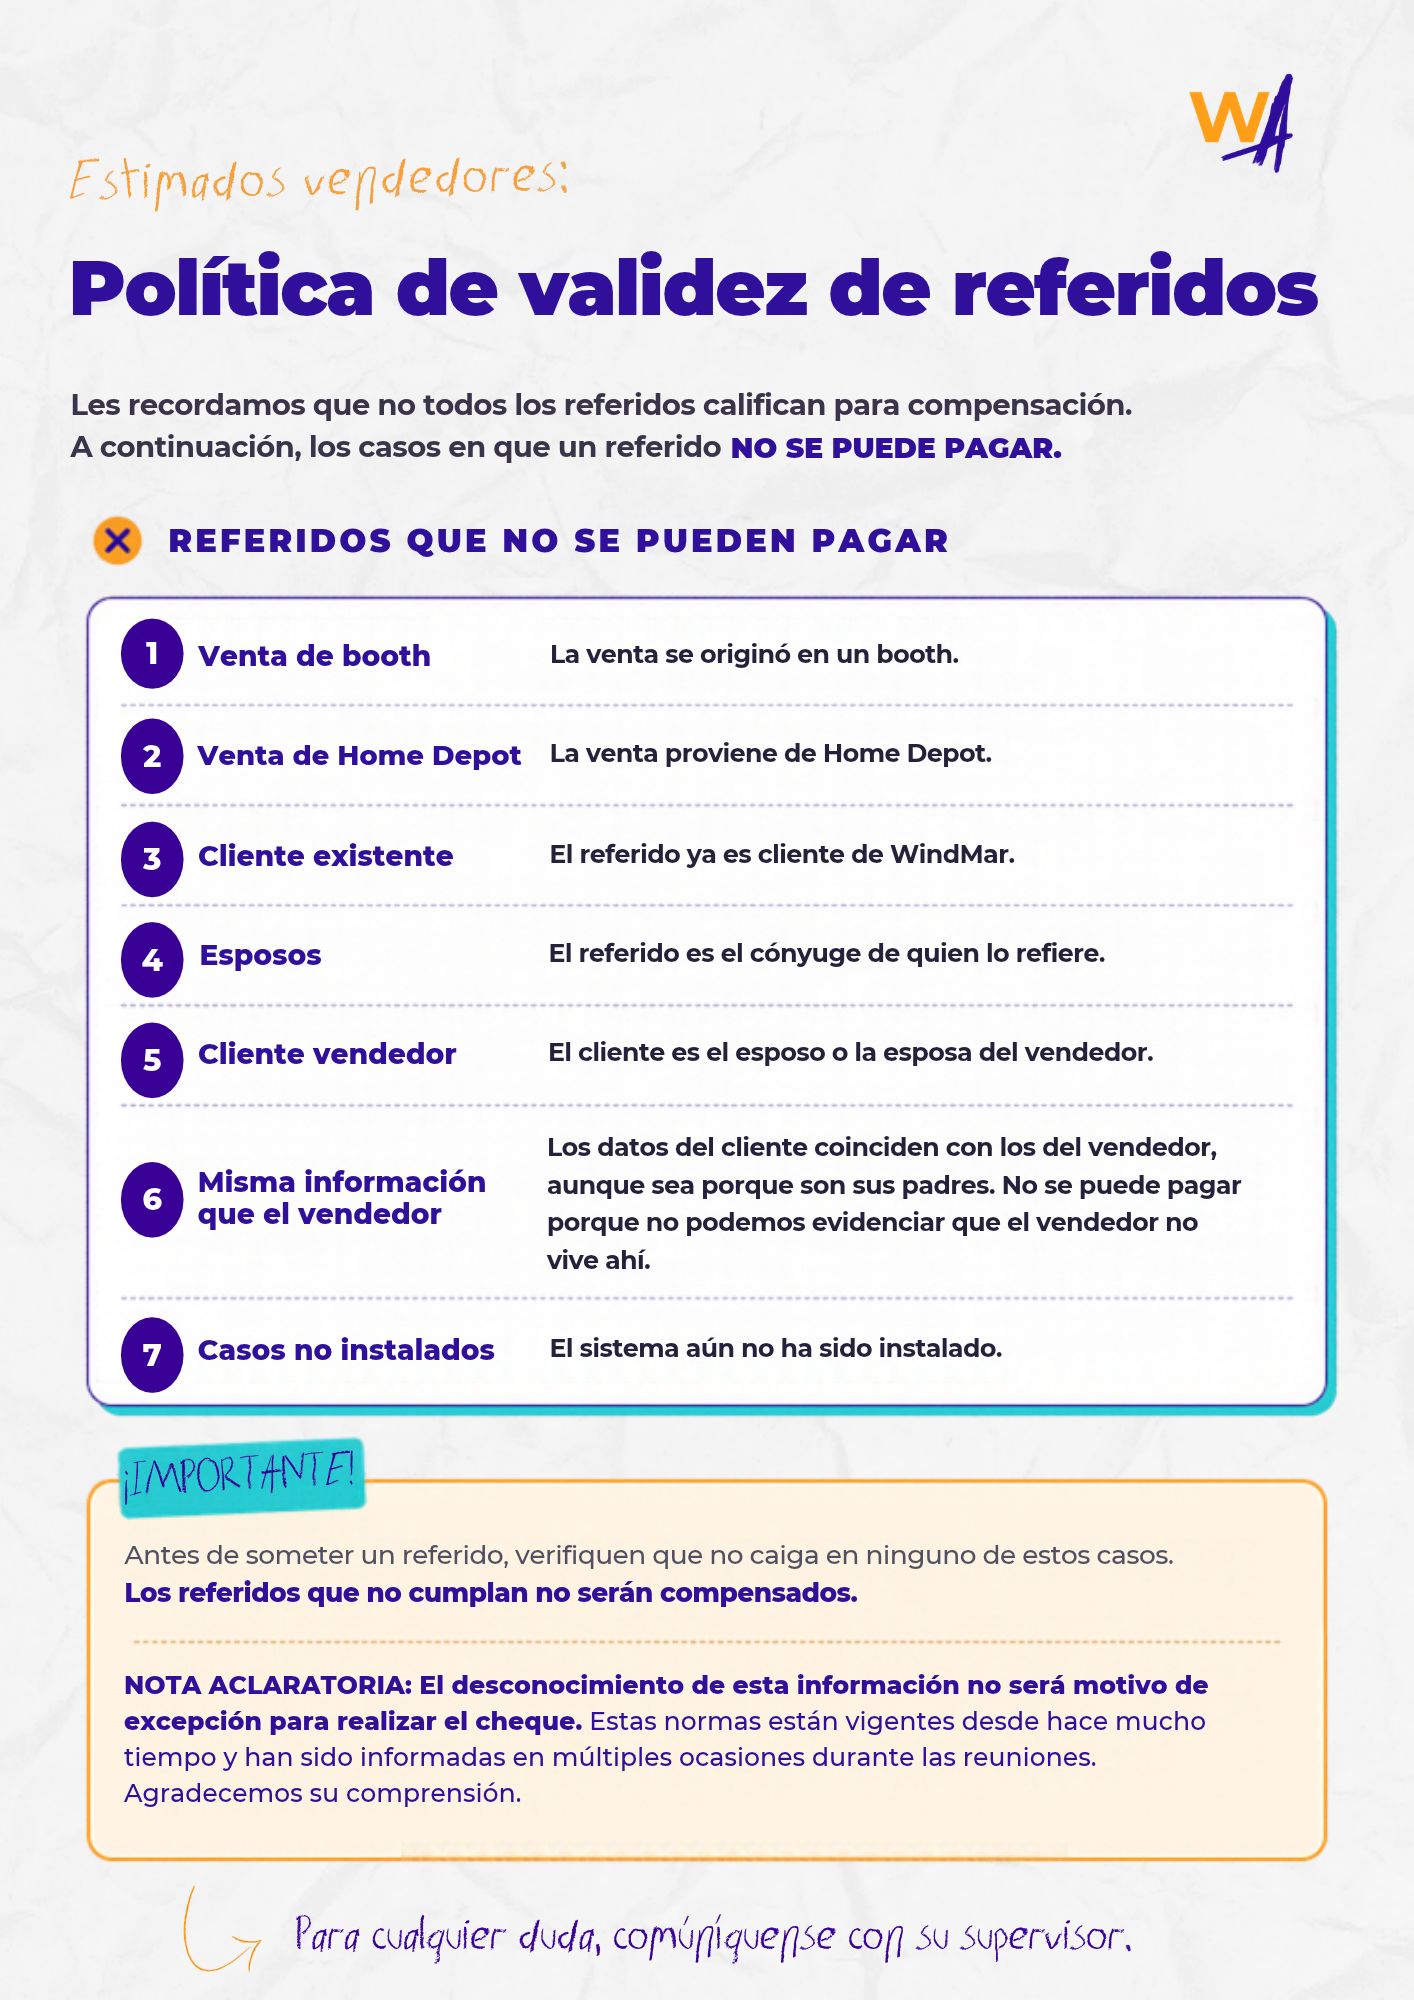 WA
Estimados vendedores:
Política de validez de referidos
Les recordamos que no todos los referidos califican para compensación.
A continuación, los casos en que un referido NO SE PUEDE PAGAR.
REFERIDOS QUE NO SE PUEDEN PAGAR
1 Venta de booth La venta se originó en un booth.
2 Venta de Home Depot La venta proviene de Home Depot.
3 Cliente existente El referido ya es cliente de WindMar.
4 Esposos El referido es el cónyuge de quien lo refiere.
5 Cliente vendedor El cliente es el esposo o la esposa del vendedor.
6 Misma información
que el vendedor
Los datos del cliente coinciden con los del vendedor,
aunque sea porque son sus padres. No se puede pagar
porque no podemos evidenciar que el vendedor no
vive ahí.
7 Casos no instalados El sistema aún no ha sido instalado.
¡IMPORTANTE!
Antes de someter un referido, verifiquen que no caiga en ninguno de estos casos.
Los referidos que no cumplan no serán compensados.
NOTA ACLARATORIA: El desconocimiento de esta información no será motivo de
excepción para realizar el cheque. Estas normas están vigentes desde hace mucho
tiempo y han sido informadas en múltiples ocasiones durante las reuniones.
Agradecemos su comprensión.
Para cualquier duda, comúníquense con su supervisor.